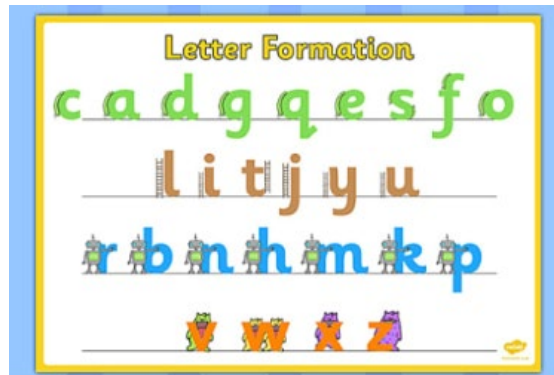 Letter Formation
c a d g q e s f o
l i t j y u
r b n h m k p
v w x z